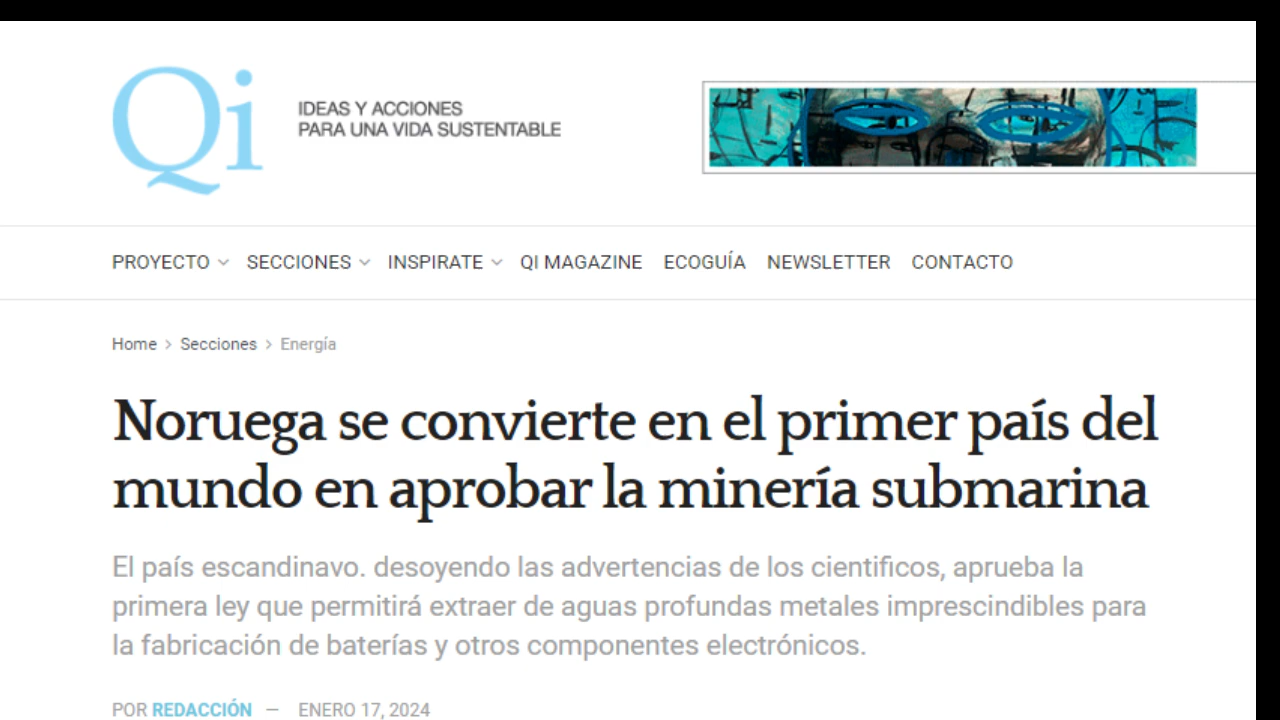 Qi
IDEAS Y ACCIONES
PARA UNA VIDA SUSTENTABLE
PROYECTO SECCIONES INSPIRATE QI MAGAZINE ECOGUÍA NEWSLETTER CONTACTO
Home > Secciones > Energía
Noruega se convierte en el primer país del
mundo en aprobar la minería submarina
El país escandinavo. desoyendo las advertencias de los cientificos, aprueba la
primera ley que permitirá extraer de aguas profundas metales imprescindibles para
la fabricación de baterías y otros componentes electrónicos.
POR REDACCIÓN — ENERO 17, 2024